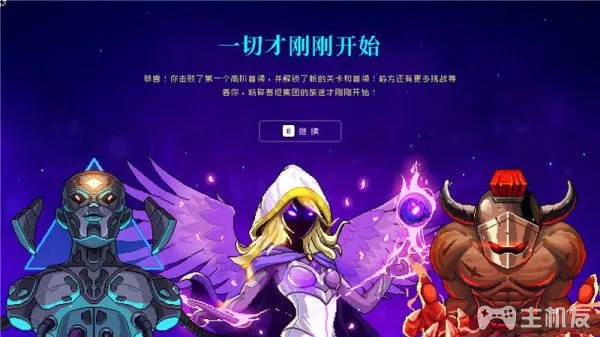 一切才刚刚开始
恭喜！你击败了第一个高阶首领，并解锁了新的关卡和首领！前方还有更多挑战等
着你，粉碎赛坦集团的旅途才刚刚开始！
E 继续
主机友